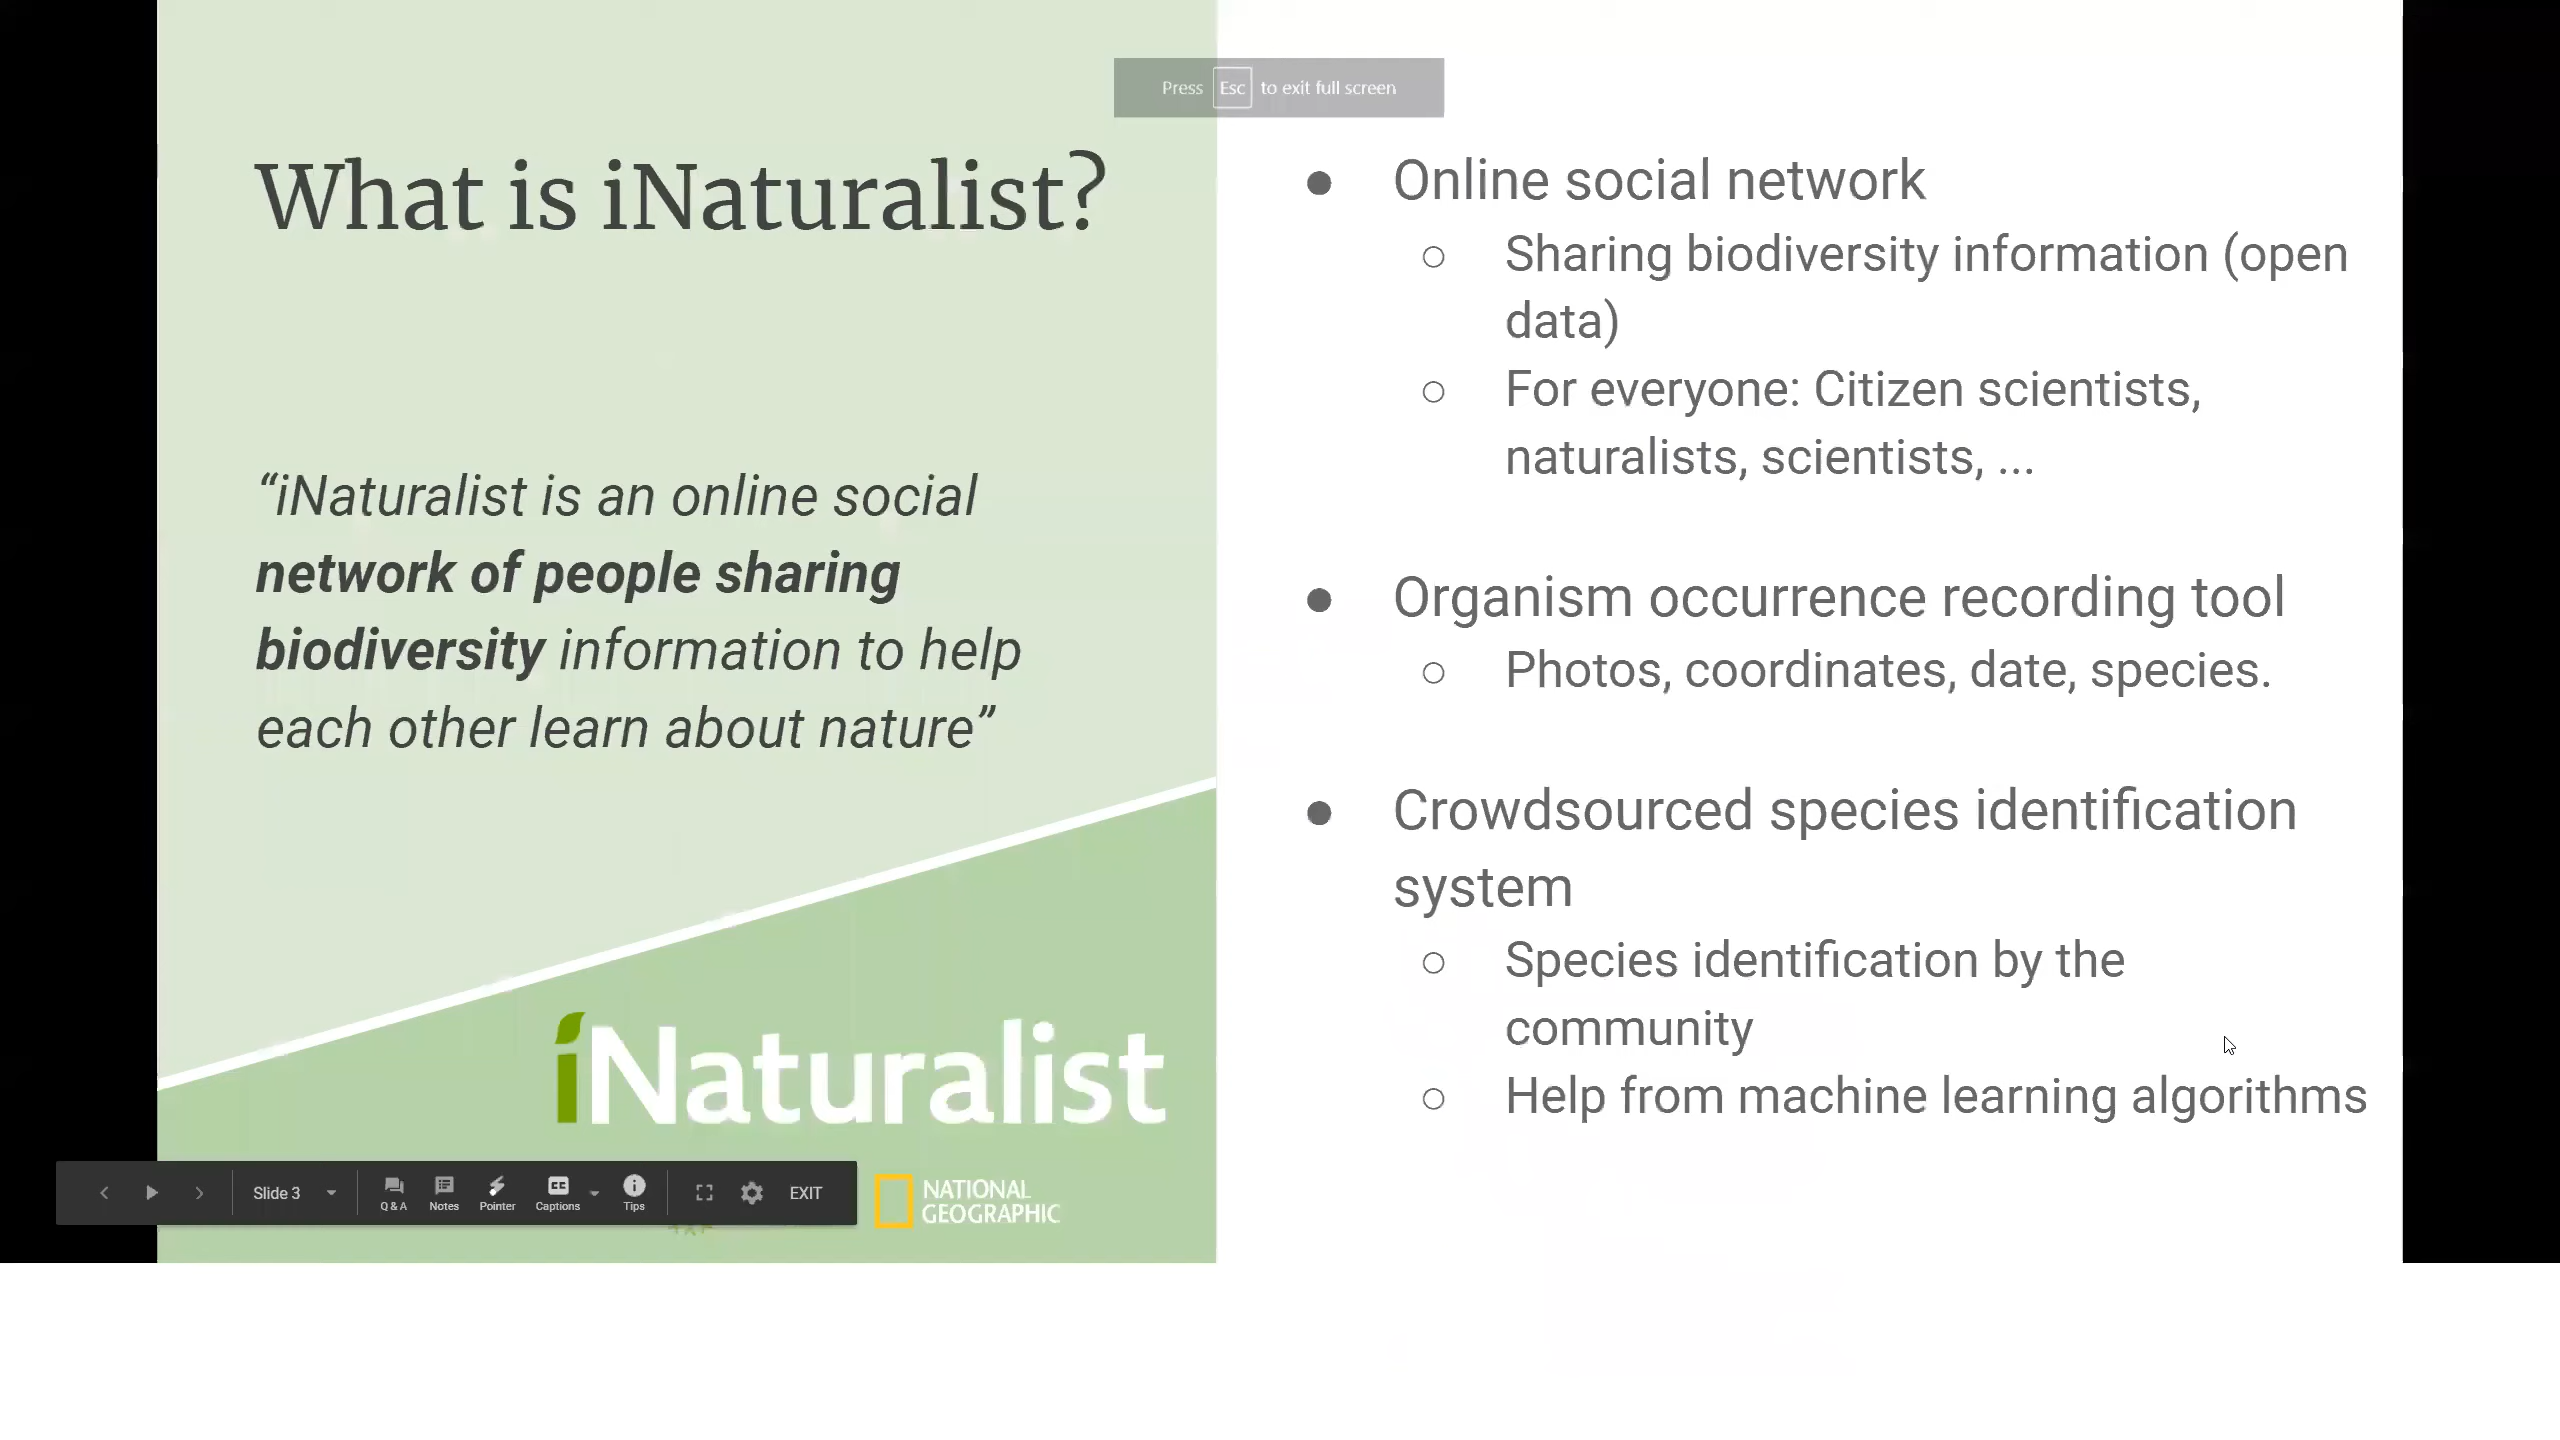 Press Esc to exit full screen
What is iNaturalist?
“iNaturalist is an online social
network of people sharing
biodiversity information to help
each other learn about nature”
iNaturalist
NATIONAL
GEOGRAPHIC
● Online social network
○ Sharing biodiversity information (open
data)
○ For everyone: Citizen scientists,
naturalists, scientists, ...
● Organism occurrence recording tool
○ Photos, coordinates, date, species.
● Crowdsourced species identification
system
○ Species identification by the
community
○ Help from machine learning algorithms
Slide 3 Q & A Notes Pointer CC Captions Tips EXIT